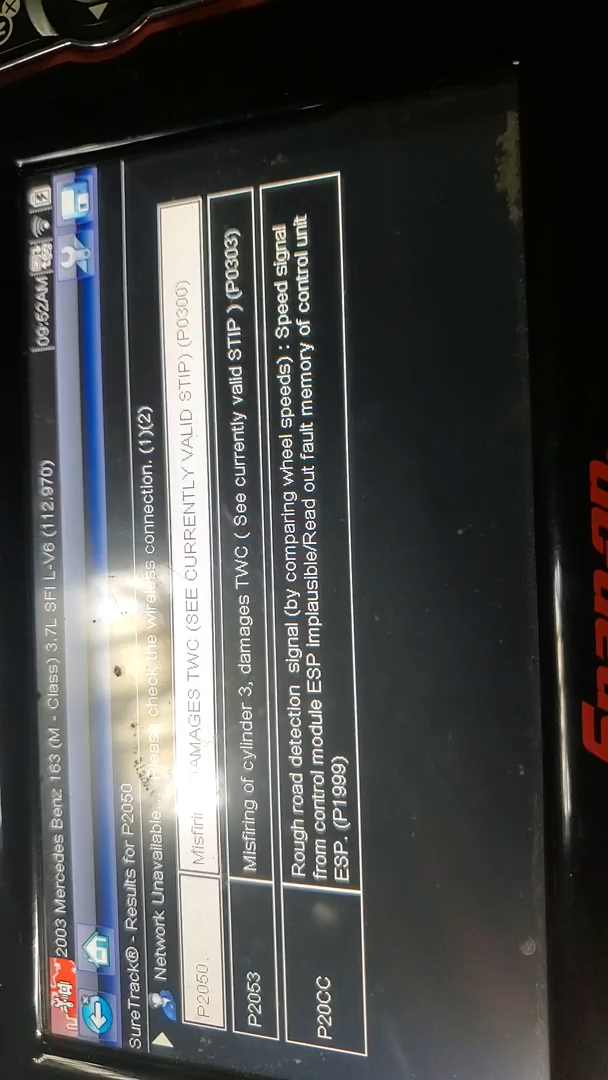 2003 Mercedes Benz 163 (M - Class) 3.7L SFI L-V6 (112.970)
09:52AM
SureTrack® - Results for P2050
Network Unavailable... Please check the wireless connection. (1)(2)
P2050
DAMAGES TWC (SEE CURRENTLY VALID STIP) (P0300)
P2053
Misfiring of cylinder 3, damages TWC ( See currently valid STIP ) (P0303)
P20CC
Rough road detection signal (by comparing wheel speeds) : Speed signal
from control module ESP implausible/Read out fault memory of control unit
ESP. (P1999)
Snap-on